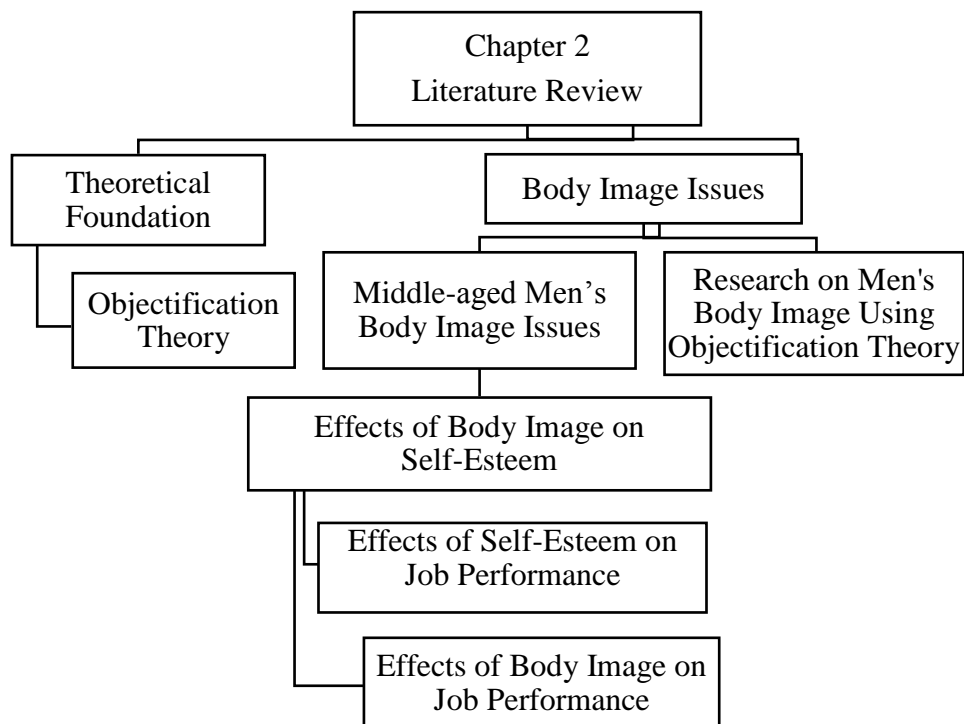 Chapter 2
Literature Review
Theoretical
Foundation
Body Image Issues
Objectification
Theory
Middle-aged Men’s
Body Image Issues
Research on Men's
Body Image Using
Objectification Theory
Effects of Body Image on
Self-Esteem
Effects of Self-Esteem on
Job Performance
Effects of Body Image on
Job Performance